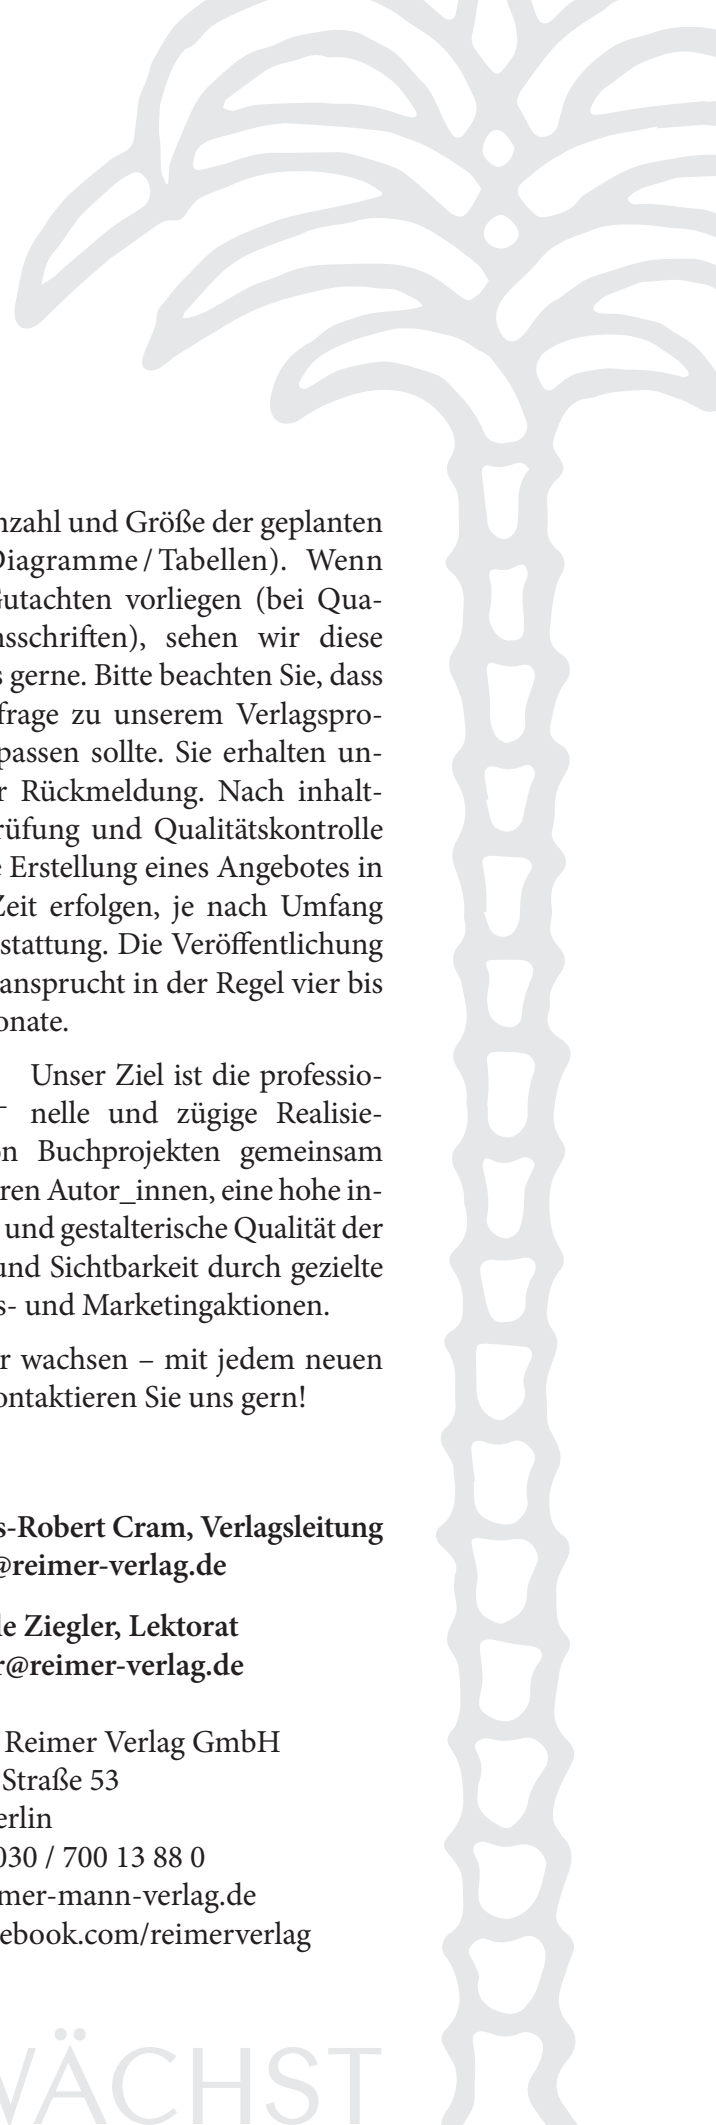 nzahl und Größe der geplanten
Diagramme / Tabellen). Wenn
Gutachten vorliegen (bei Qua-
nsschriften), sehen wir diese
s gerne. Bitte beachten Sie, dass
frage zu unserem Verlagspro-
passen sollte. Sie erhalten un-
r Rückmeldung. Nach inhalt-
rüfung und Qualitätskontrolle
e Erstellung eines Angebotes in
Zeit erfolgen, je nach Umfang
stattung. Die Veröffentlichung
ansprucht in der Regel vier bis
onate.
Unser Ziel ist die professio-
nelle und zügige Realisie-
on Buchprojekten gemeinsam
ren Autor_innen, eine hohe in-
und gestalterische Qualität der
und Sichtbarkeit durch gezielte
s- und Marketingaktionen.
r wachsen – mit jedem neuen
ontaktieren Sie uns gern!
s-Robert Cram, Verlagsleitung
@reimer-verlag.de
le Ziegler, Lektorat
r@reimer-verlag.de
Reimer Verlag GmbH
Straße 53
erlin
030 / 700 13 88 0
imer-mann-verlag.de
ebook.com/reimerverlag
WÄCHST